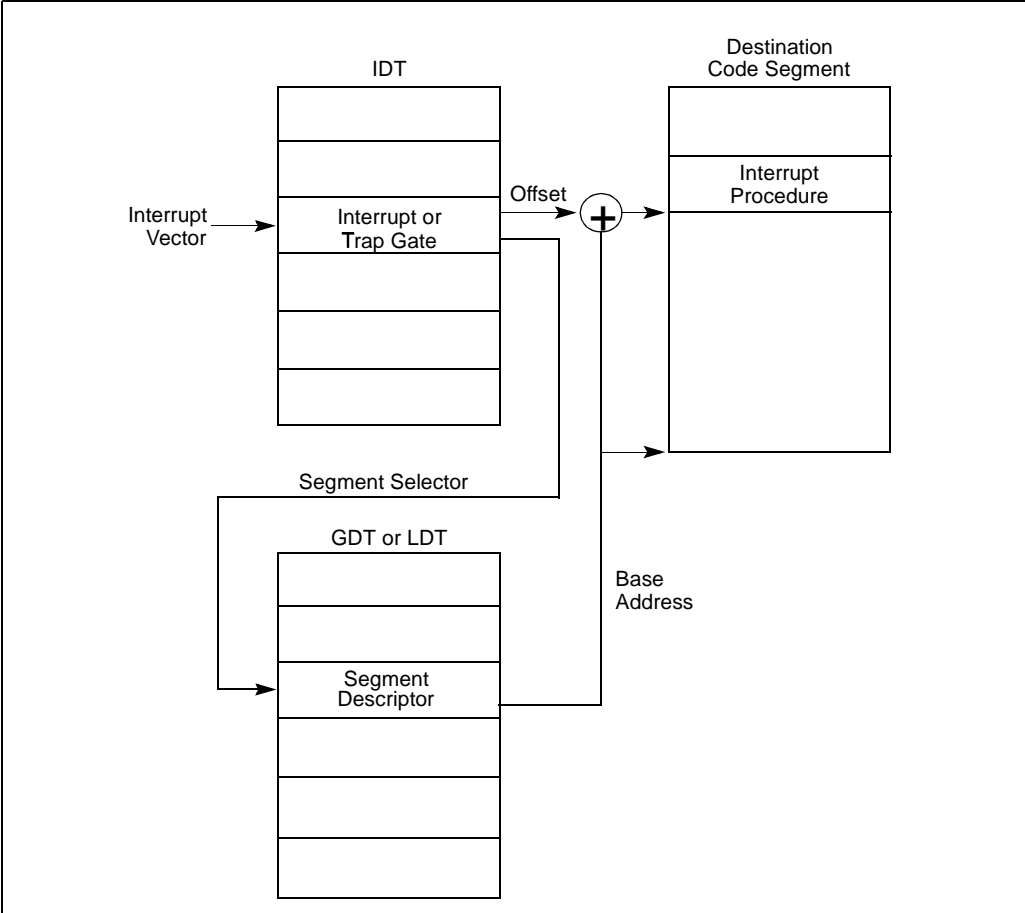 Destination
Code Segment
IDT
Interrupt
Procedure
Offset
+
Interrupt
Vector
Interrupt or
Trap Gate
Segment Selector
GDT or LDT
Base
Address
Segment
Descriptor